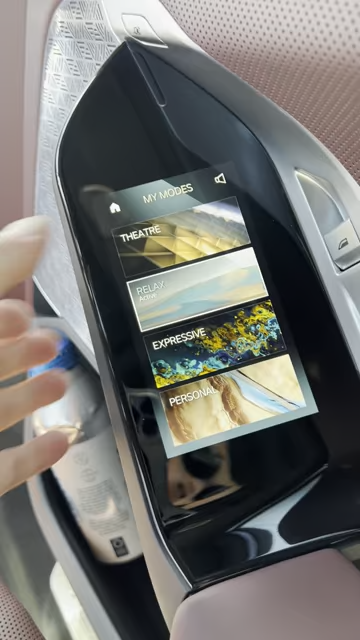 MY MODES
THEATRE
RELAX
Active
EXPRESSIVE
PERSONAL